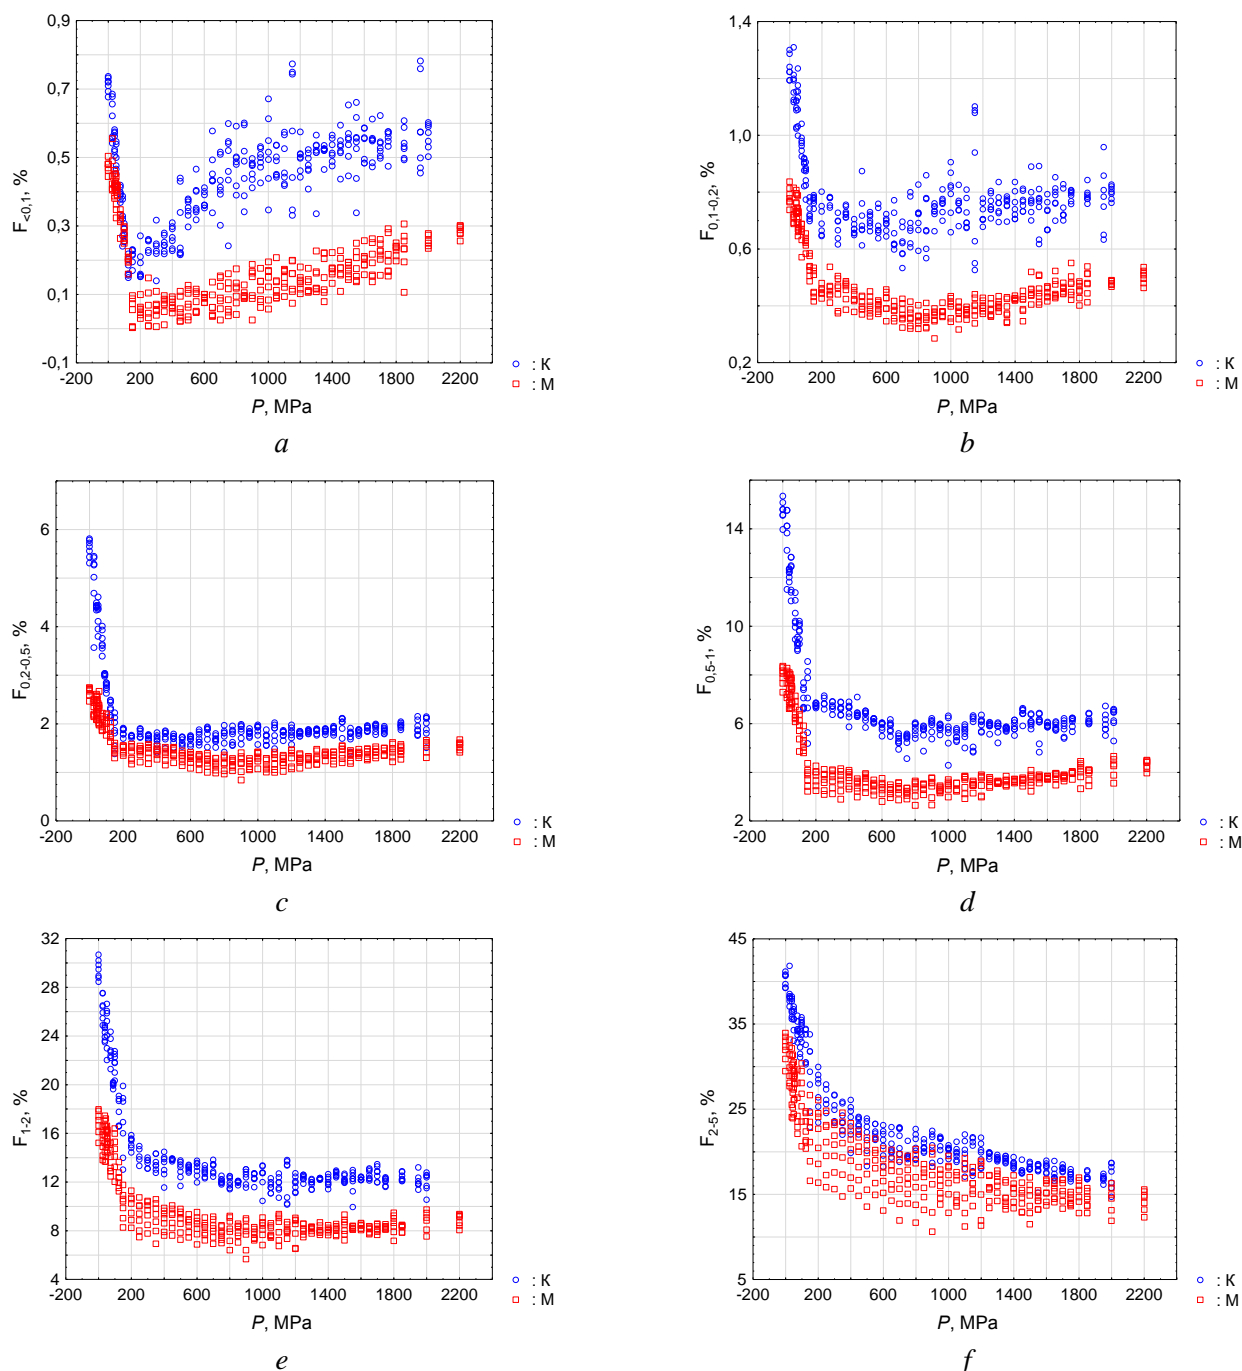 0,9
0,7
0,5
0,3
0,1
-0,1
F<0,1, %
-200 200 600 1000 1400 1800 2200
P, MPa
: K
: M
a
1,4
1,0
0,6
0,2
F0,1-0,2, %
-200 200 600 1000 1400 1800 2200
P, MPa
: K
: M
b
6
4
2
0
F0,2-0,5, %
-200 200 600 1000 1400 1800 2200
P, MPa
: K
: M
c
14
10
6
2
F0,5-1, %
-200 200 600 1000 1400 1800 2200
P, MPa
: K
: M
d
32
28
24
20
16
12
8
4
F1-2, %
-200 200 600 1000 1400 1800 2200
P, MPa
: K
: M
e
45
35
25
15
5
F2-5, %
-200 200 600 1000 1400 1800 2200
P, MPa
: K
: M
f